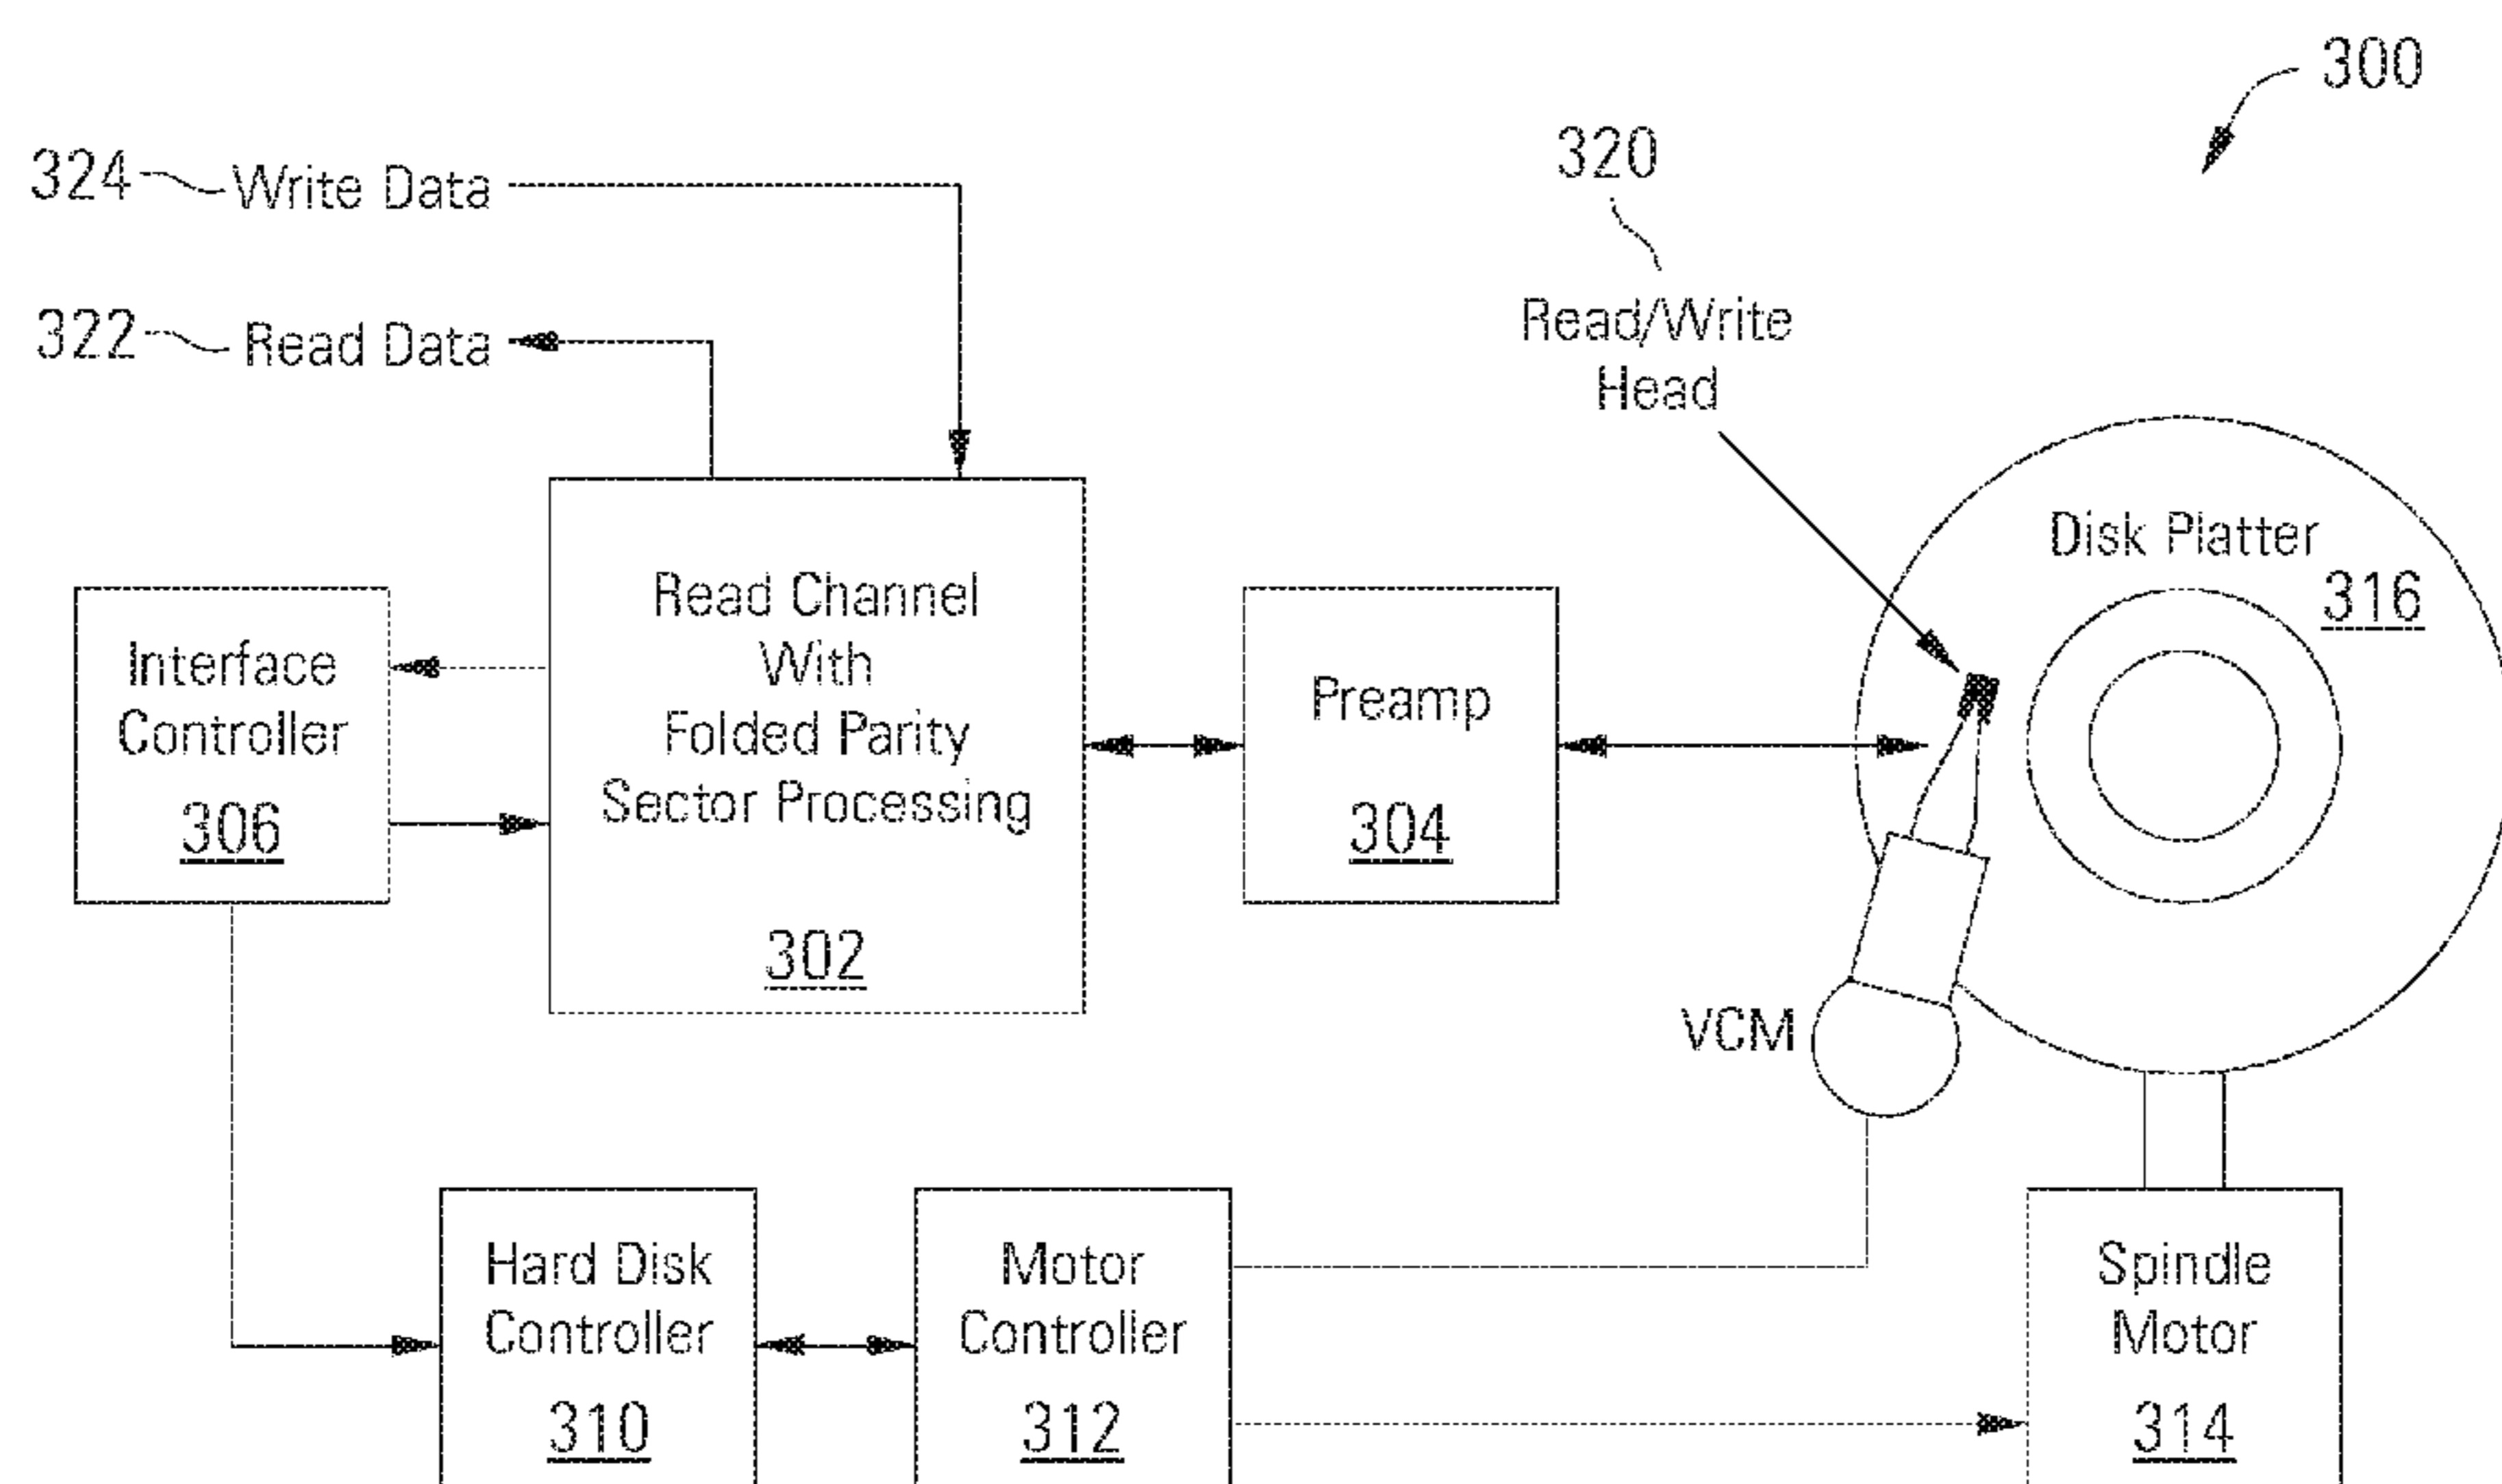 300
320
324 Write Data
322 Read Data
Read/Write
Head
Disk Platter
316
Read Channel
With
Folded Parity
Sector Processing
302
Interface
Controller
306
Preamp
304
VCM
Hard Disk
Controller
310
Motor
Controller
312
Spindle
Motor
314